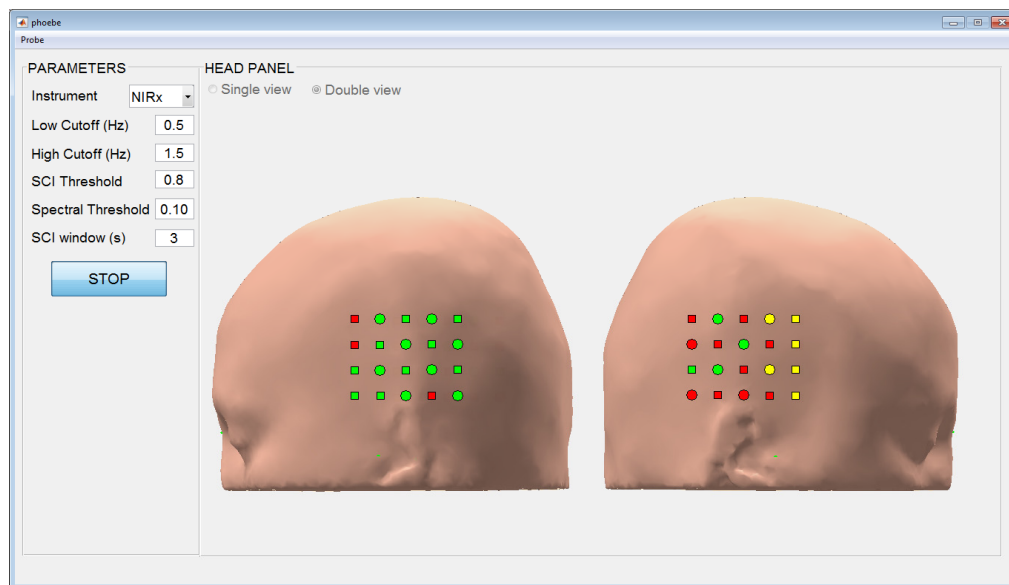 phoebe
Probe
PARAMETERS
Instrument NIRx
Low Cutoff (Hz) 0.5
High Cutoff (Hz) 1.5
SCI Threshold 0.8
Spectral Threshold 0.10
SCI window (s) 3
STOP
HEAD PANEL
Single view Double view